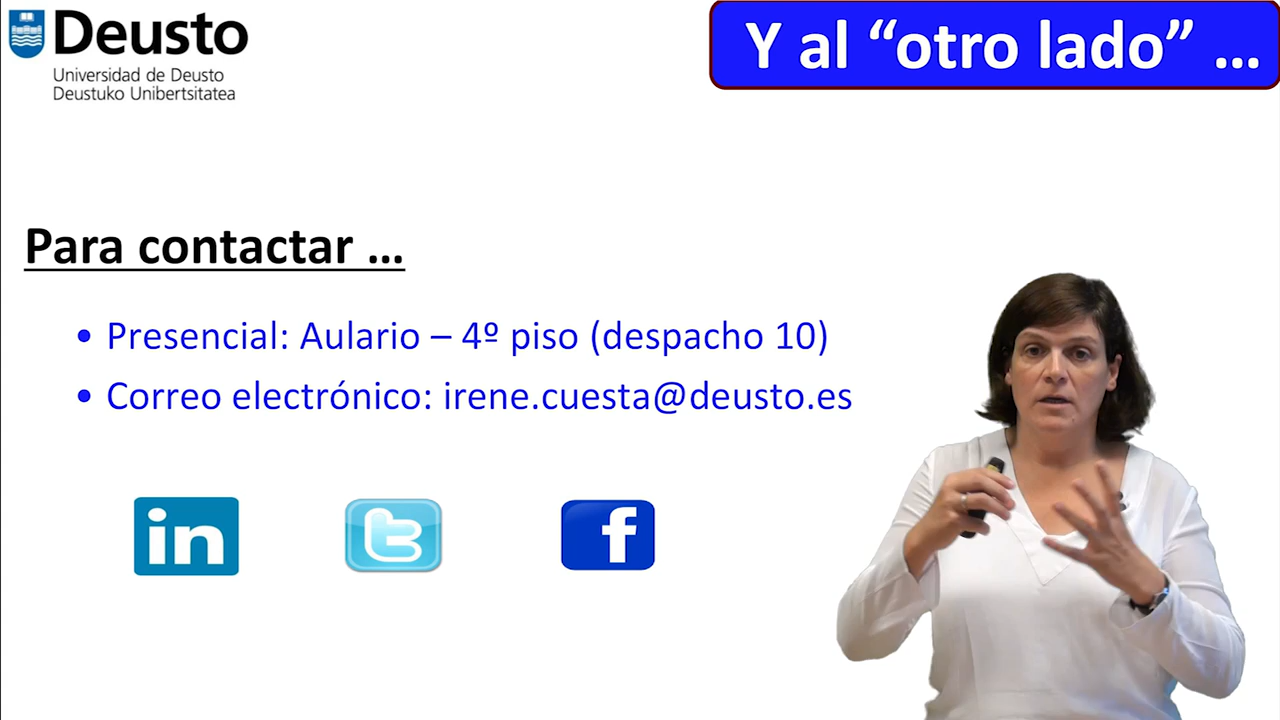 Deusto
Universidad de Deusto
Deustuko Unibertsitatea
Y al “otro lado” ...
Para contactar ...
• Presencial: Aulario – 4º piso (despacho 10)
• Correo electrónico: irene.cuesta@deusto.es
in
t
f